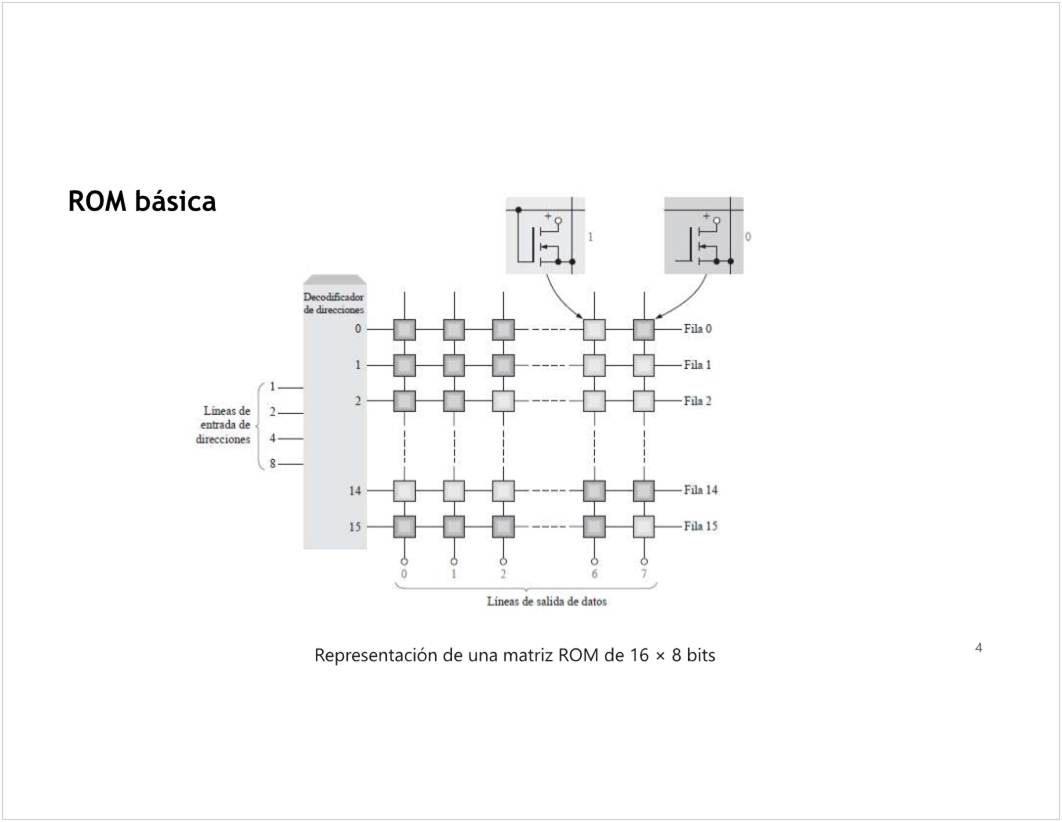 ROM básica
+
1
+
0
Decodificador
de direcciones
0
Fila 0
1
Fila 1
2
Fila 2
Líneas de
entrada de
direcciones
1
2
4
8
14
Fila 14
15
Fila 15
0 1 2 6 7
Líneas de salida de datos
Representación de una matriz ROM de 16 × 8 bits
4